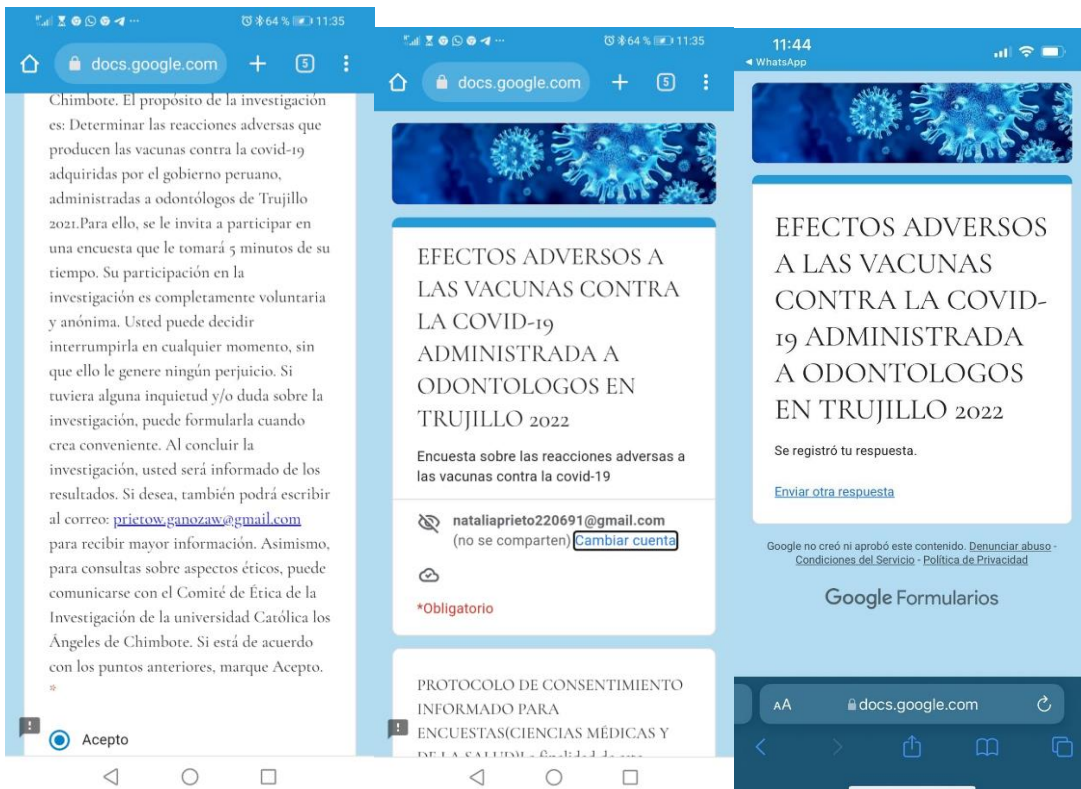 64 % 11:35
docs.google.com
5
Chimbote. El propósito de la investigación
es: Determinar las reacciones adversas que
producen las vacunas contra la covid-19
adquiridas por el gobierno peruano,
administradas a odontólogos de Trujillo
2021.Para ello, se le invita a participar en
una encuesta que le tomará 5 minutos de su
tiempo. Su participación en la
investigación es completamente voluntaria
y anónima. Usted puede decidir
interrumpirla en cualquier momento, sin
que ello le genere ningún perjuicio. Si
tuviera alguna inquietud y/o duda sobre la
investigación, puede formularla cuando
crea conveniente. Al concluir la
investigación, usted será informado de los
resultados. Si desea, también podrá escribir
al correo: prietow.ganozaw@gmail.com
para recibir mayor información. Asimismo,
para consultas sobre aspectos éticos, puede
comunicarse con el Comité de Ética de la
Investigación de la universidad Católica los
Ángeles de Chimbote. Si está de acuerdo
con los puntos anteriores, marque Acepto.
*
Acepto
64 % 11:35
docs.google.com
5
EFECTOS ADVERSOS A
LAS VACUNAS CONTRA
LA COVID-19
ADMINISTRADA A
ODONTOLOGOS EN
TRUJILLO 2022
Encuesta sobre las reacciones adversas a
las vacunas contra la covid-19
nataliaprieto220691@gmail.com
(no se comparten) Cambiar cuenta
*Obligatorio
PROTOCOLO DE CONSENTIMIENTO
INFORMADO PARA
ENCUESTAS(CIENCIAS MÉDICAS Y
DE LA SALUD)La finalidad de este
11:44
WhatsApp
EFECTOS ADVERSOS
A LAS VACUNAS
CONTRA LA COVID-
19 ADMINISTRADA
A ODONTOLOGOS
EN TRUJILLO 2022
Se registró tu respuesta.
Enviar otra respuesta
Google no creó ni aprobó este contenido. Denunciar abuso -
Condiciones del Servicio - Política de Privacidad
Google Formularios
AA docs.google.com